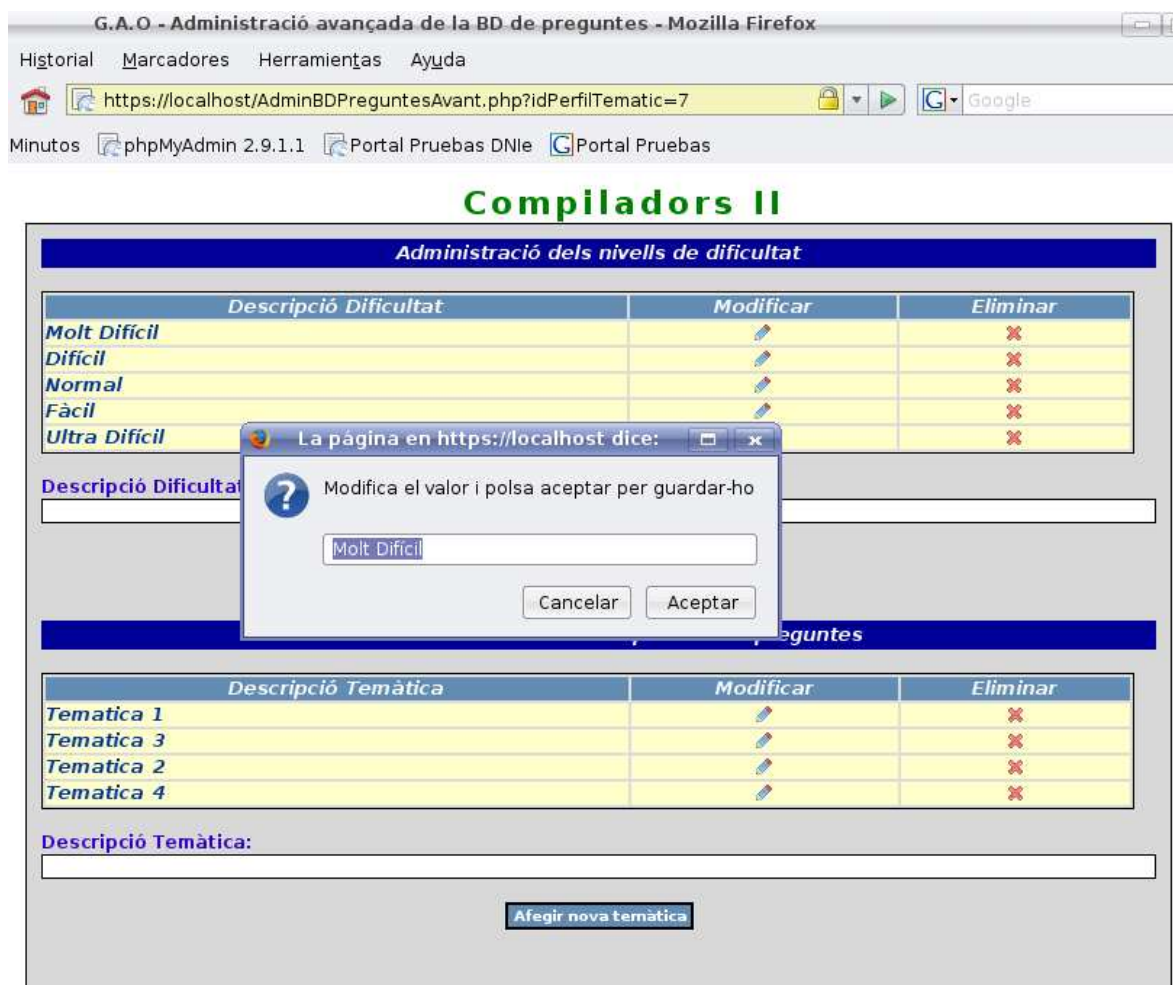 G.A.O - Administració avançada de la BD de preguntes - Mozilla Firefox
Historial Marcadores Herramientas Ayuda
https://localhost/AdminBDPreguntesAvant.php?idPerfilTematic=7 G Google
Minutos phpMyAdmin 2.9.1.1 Portal Pruebas DNIe G Portal Pruebas
Compiladors II
Administració dels nivells de dificultat
Descripció Dificultat Modificar Eliminar
Molt Difícil
Difícil
Normal
Fàcil
Ultra Difícil
La página en https://localhost dice:
Descripció Dificultat
Modifica el valor i polsa aceptar per guardar-ho
Molt Difícil
Cancelar Aceptar
eguntes
Descripció Temàtica Modificar Eliminar
Tematica 1
Tematica 3
Tematica 2
Tematica 4
Descripció Temàtica:
Afegir nova temàtica